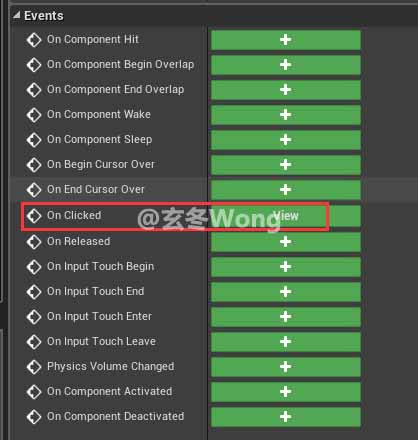 Events
On Component Hit
On Component Begin Overlap
On Component End Overlap
On Component Wake
On Component Sleep
On Begin Cursor Over
On End Cursor Over
On Clicked View
@玄冬Wong
On Released
On Input Touch Begin
On Input Touch End
On Input Touch Enter
On Input Touch Leave
Physics Volume Changed
On Component Activated
On Component Deactivated